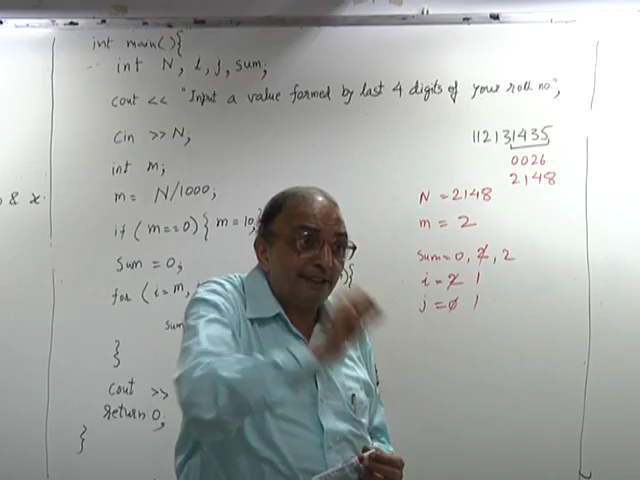 int main(){
int N, i, j, sum;
cout << "Input a value formed by last 4 digits of your roll no.",
cin >> N;
112131435
int m;
0026
2148
m = N/1000;
N = 2148
& x.
if (m==0) { m = 10;
m = 2
sum = 0;
sum = 0, 2, 2
for (i=m,
){
i = 2 1
sum
j = 0 1
}
cout >>
return 0;
}